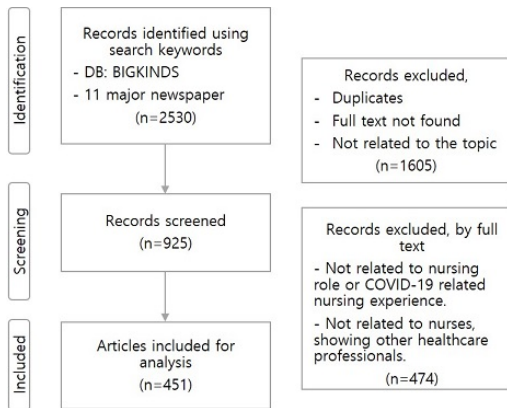 Identification
Records identified using
search keywords
- DB: BIGKINDS
- 11 major newspaper
(n=2530)
Records excluded,
- Duplicates
- Full text not found
- Not related to the topic
(n=1605)
Screening
Records screened
(n=925)
Records excluded, by full
text
- Not related to nursing
role or COVID-19 related
nursing experience.
- Not related to nurses,
showing other healthcare
professionals.
(n=474)
Included
Articles included for
analysis
(n=451)